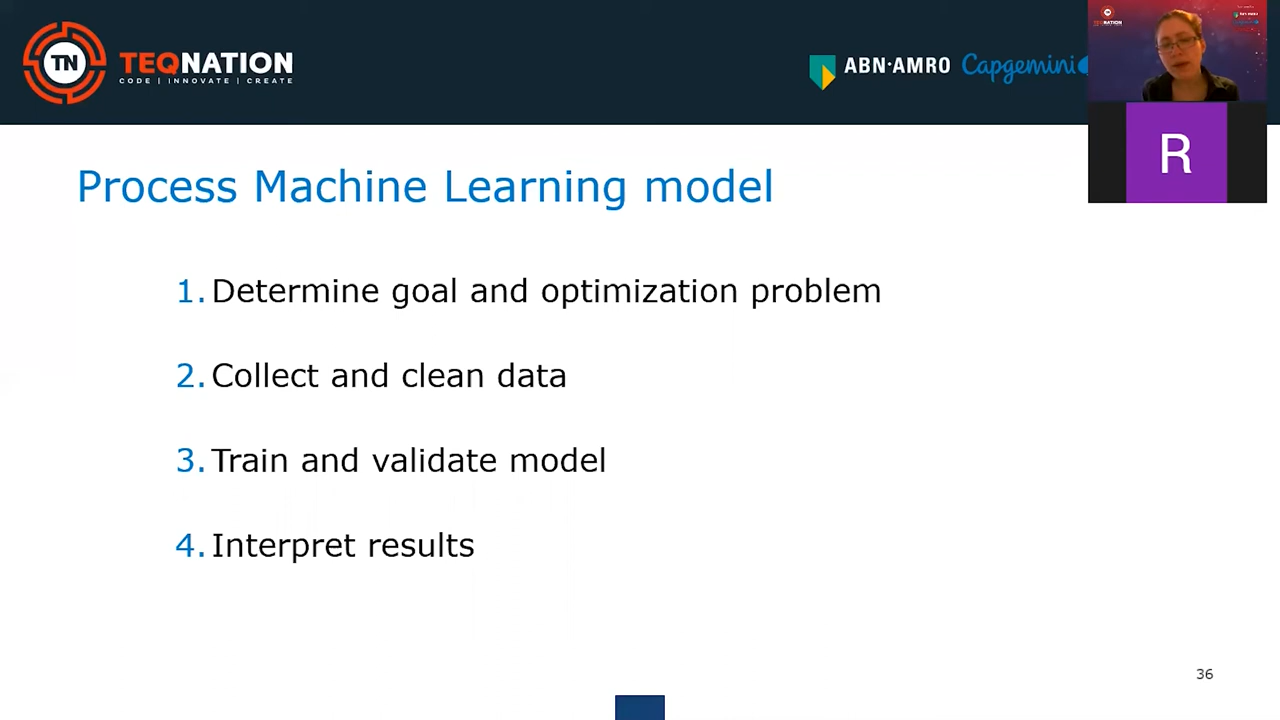 TN
TEQNATION
CODE | INNOVATE | CREATE
ABN·AMRO
Capgemini
R
Process Machine Learning model
1. Determine goal and optimization problem
2. Collect and clean data
3. Train and validate model
4. Interpret results
36